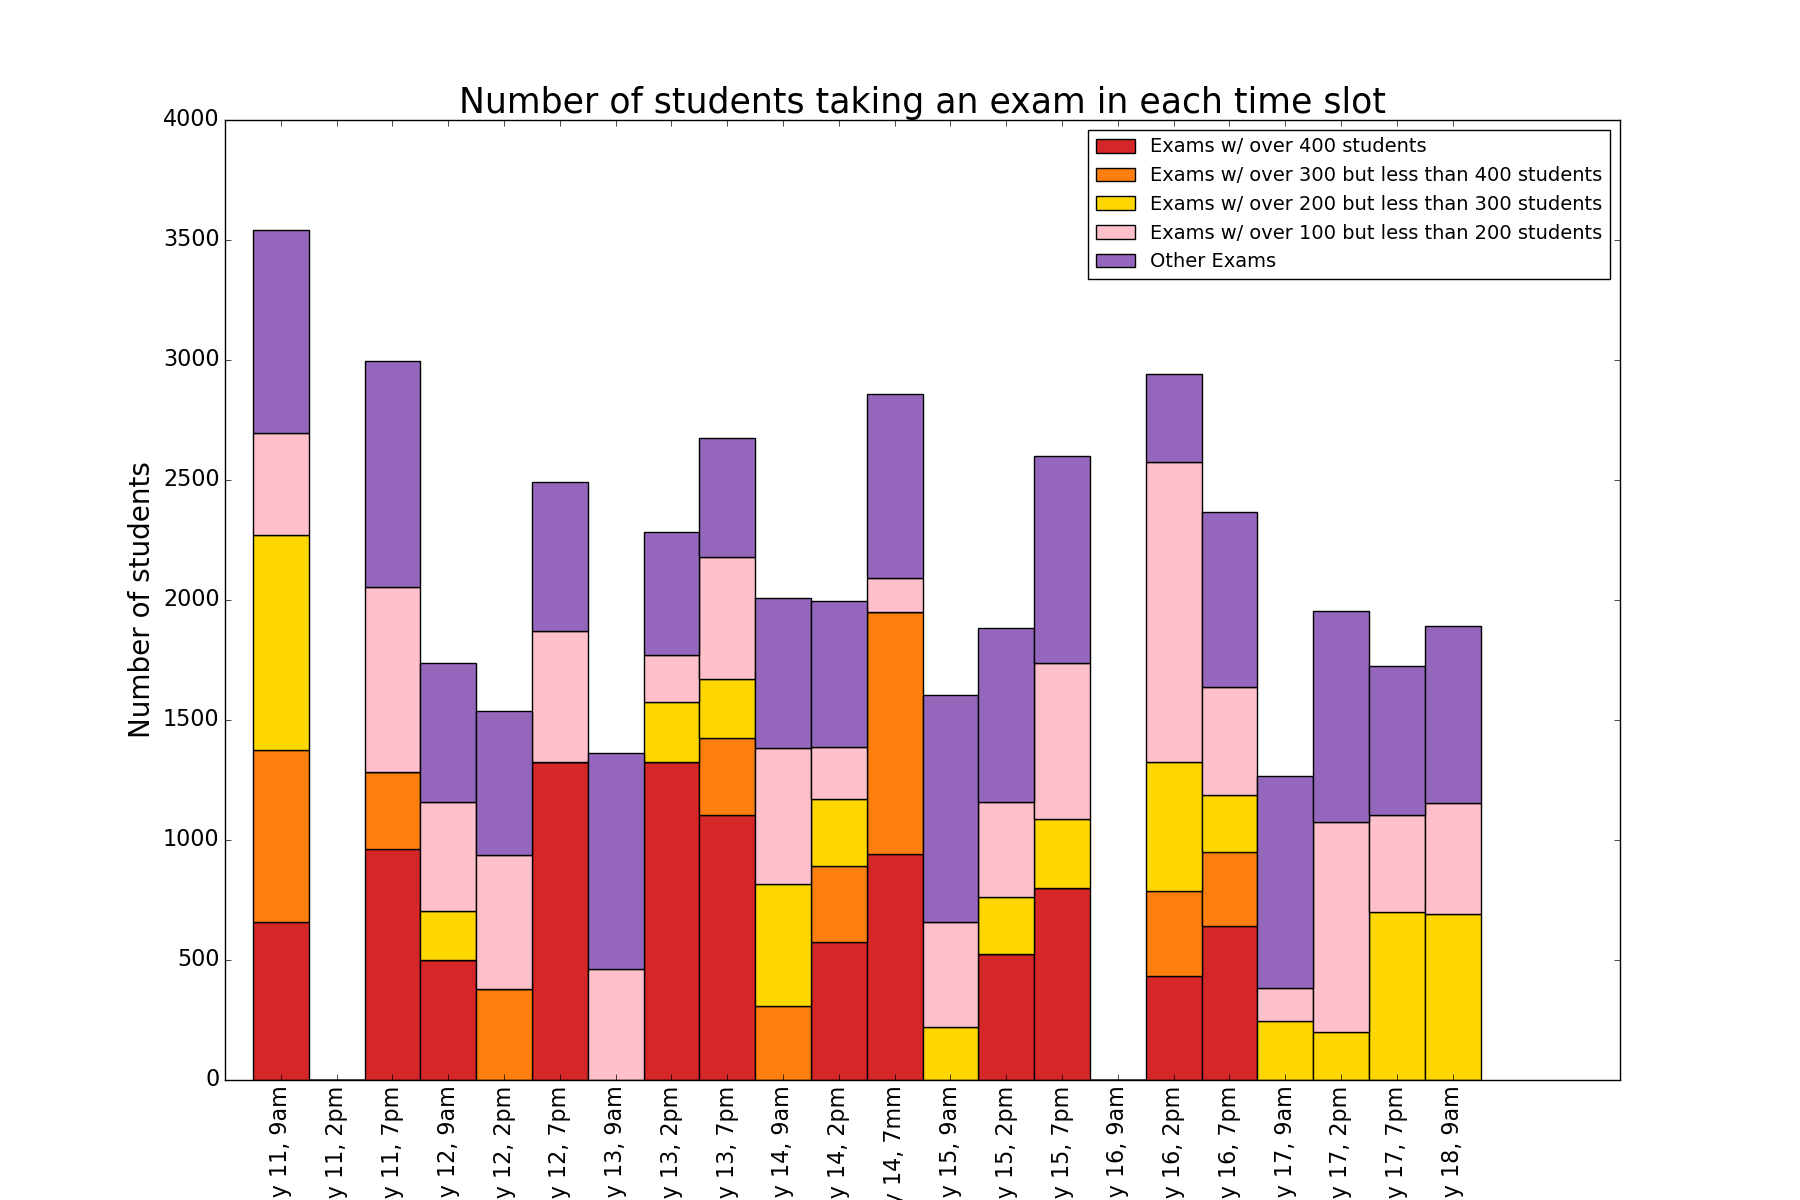 Number of students taking an exam in each time slot
4000
3500
3000
2500
2000
1500
1000
500
0
Number of students
Exams w/ over 400 students
Exams w/ over 300 but less than 400 students
Exams w/ over 200 but less than 300 students
Exams w/ over 100 but less than 200 students
Other Exams
y 11, 9am
y 11, 2pm
y 11, 7pm
y 12, 9am
y 12, 2pm
y 12, 7pm
y 13, 9am
y 13, 2pm
y 13, 7pm
y 14, 9am
y 14, 2pm
y 14, 7mm
y 15, 9am
y 15, 2pm
y 15, 7pm
y 16, 9am
y 16, 2pm
y 16, 7pm
y 17, 9am
y 17, 2pm
y 17, 7pm
y 18, 9am